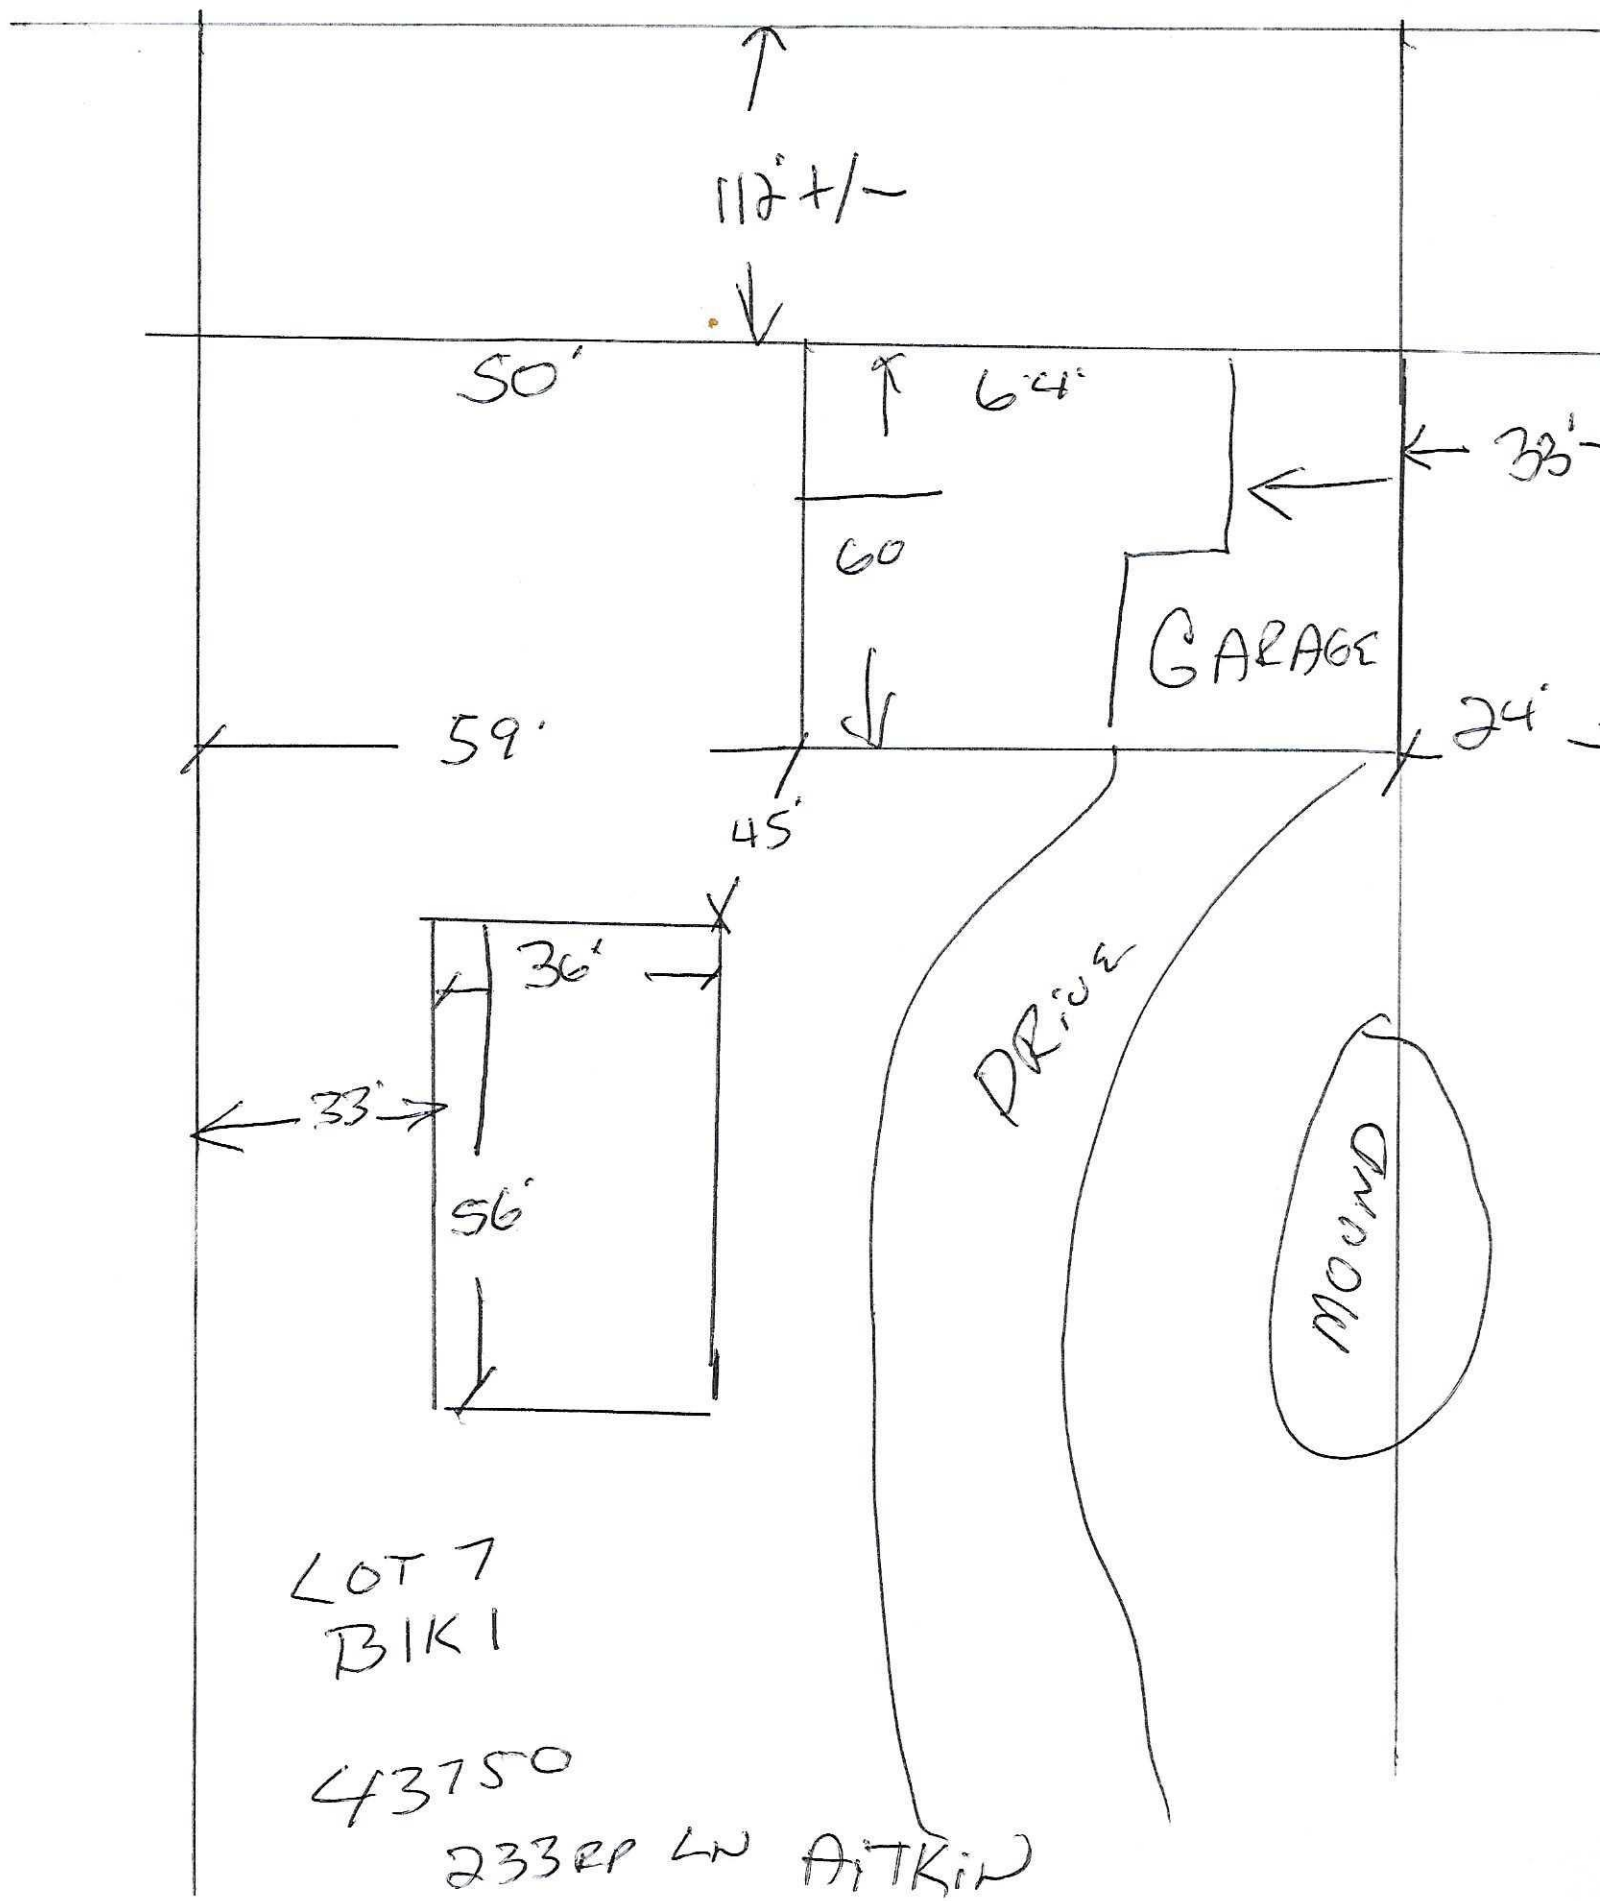 112' +/-
50'
64'
33'
60
GARAGE
59'
24'
45'
36'
DRIVE
33'
MOUND
56'
LOT 7
BlK 1
43750
233RP LN AITKIN